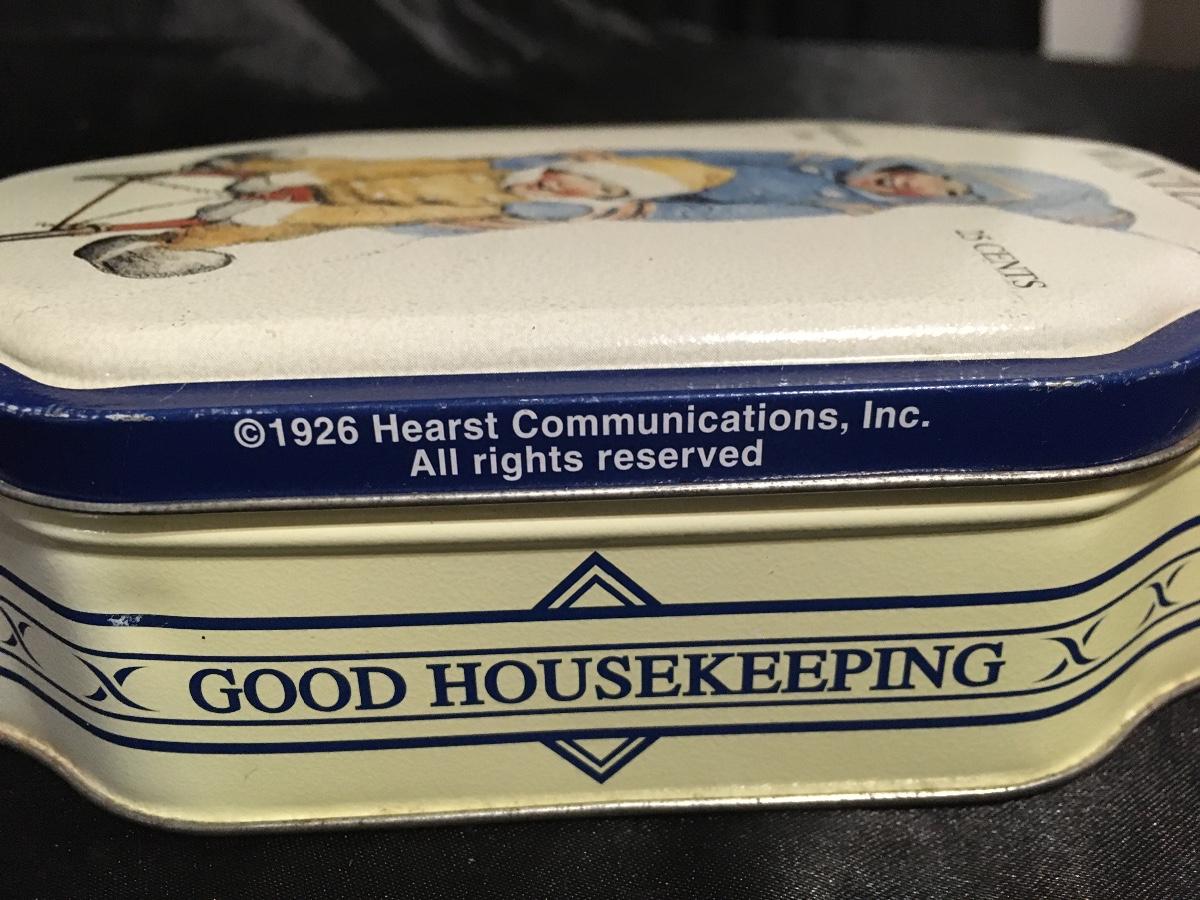 25 CENTS
©1926 Hearst Communications, Inc.
All rights reserved
GOOD HOUSEKEEPING